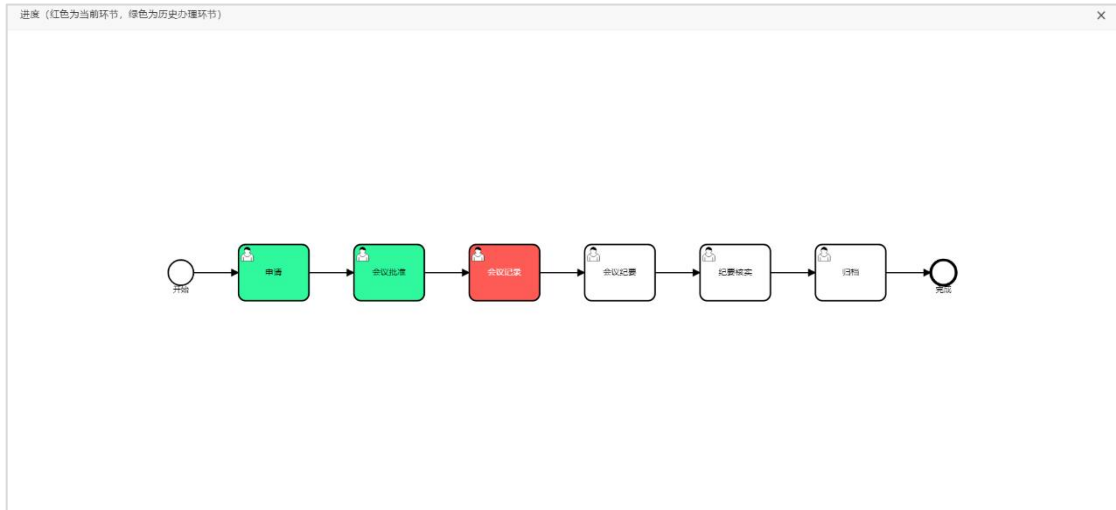 进度（红色为当前环节，绿色为历史办理环节）
开始
申请
会议批准
会议记录
会议纪要
纪要核实
归档
完成